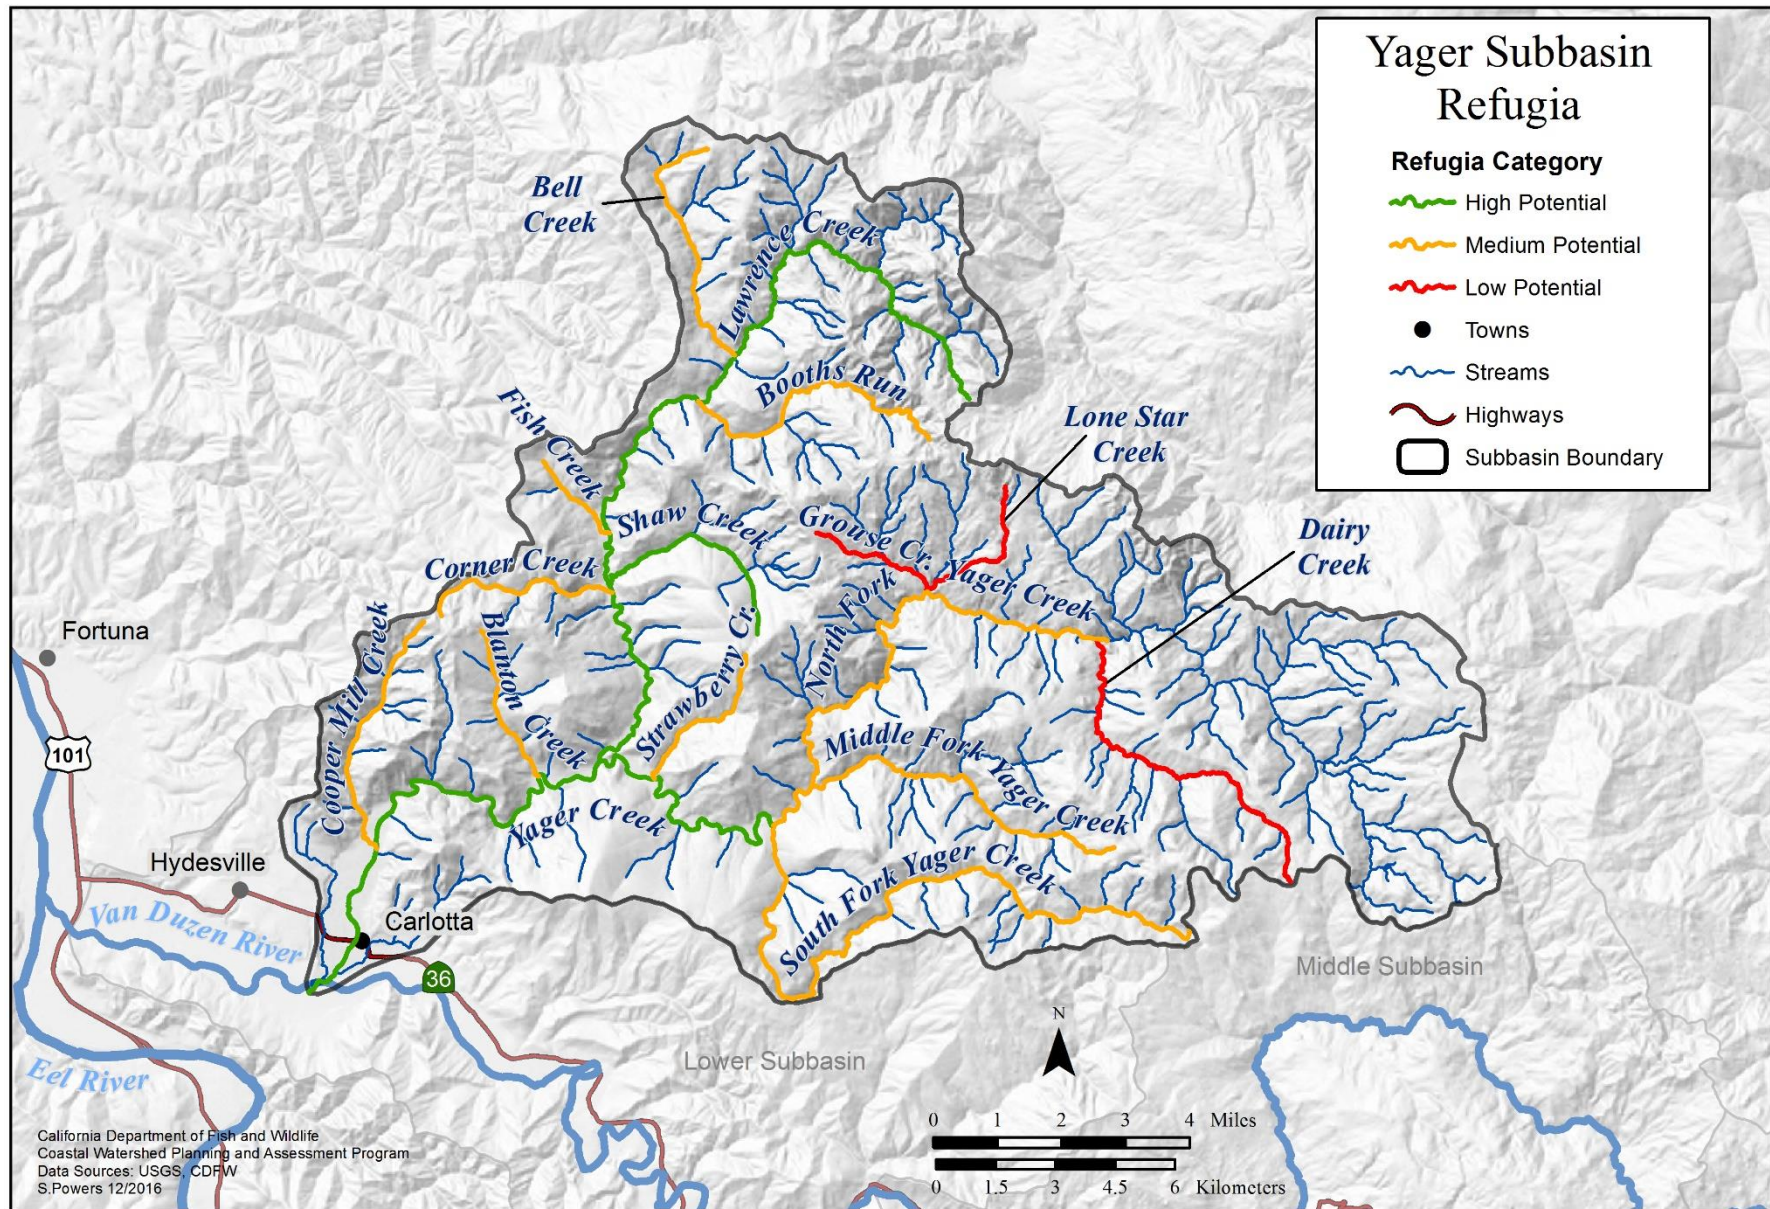 Yager Subbasin
Refugia
Refugia Category
High Potential
Medium Potential
Low Potential
Towns
Streams
Highways
Subbasin Boundary
Bell
Creek
Lawrence Creek
Booths Run
Fish Creek
Lone Star
Creek
Shaw Creek
Grouse Cr.
Dairy
Creek
Corner Creek
North Fork Yager Creek
Fortuna
Cooper Mill Creek
Blanton Creek
Strawberry Cr.
101
Middle Fork Yager Creek
Yager Creek
Hydesville
South Fork Yager Creek
Carlotta
Van Duzen River
36
Middle Subbasin
N
Lower Subbasin
Eel River
0 1 2 3 4 Miles
0 1.5 3 4.5 6 Kilometers
California Department of Fish and Wildlife
Coastal Watershed Planning and Assessment Program
Data Sources: USGS, CDFW
S.Powers 12/2016